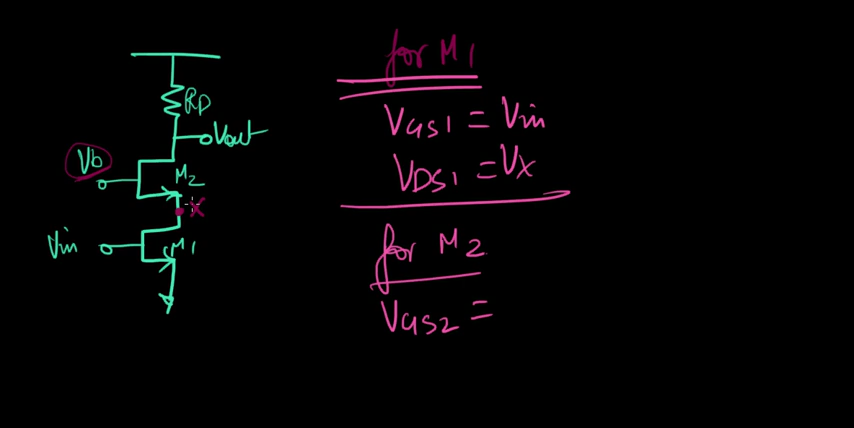 for M1
VGS1 = Vin
VDS1 = Vx
for M2
VGS2 =
RD
Vout
Vb
M2
X
Vin
M1